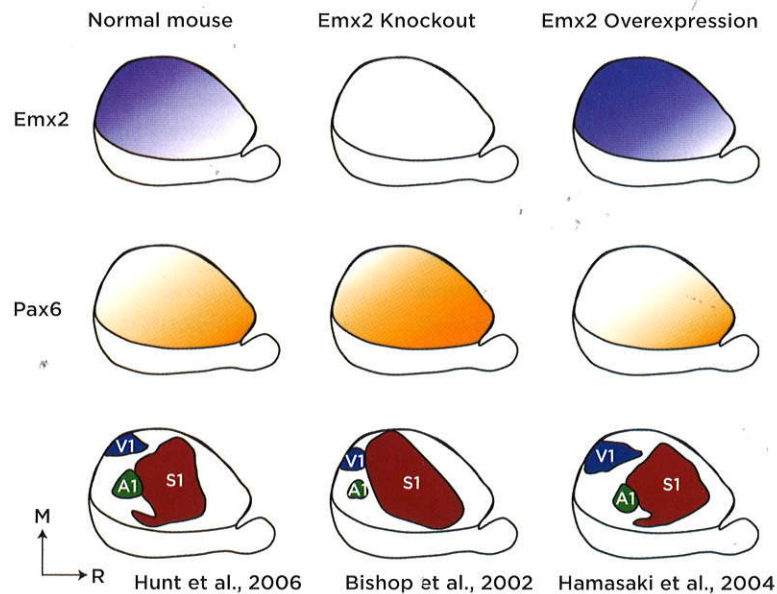 Normal mouse Emx2 Knockout Emx2 Overexpression
Emx2
Pax6
V1 A1 S1
V1 A1 S1
V1 A1 S1
M
R
Hunt et al., 2006 Bishop et al., 2002 Hamasaki et al., 2004